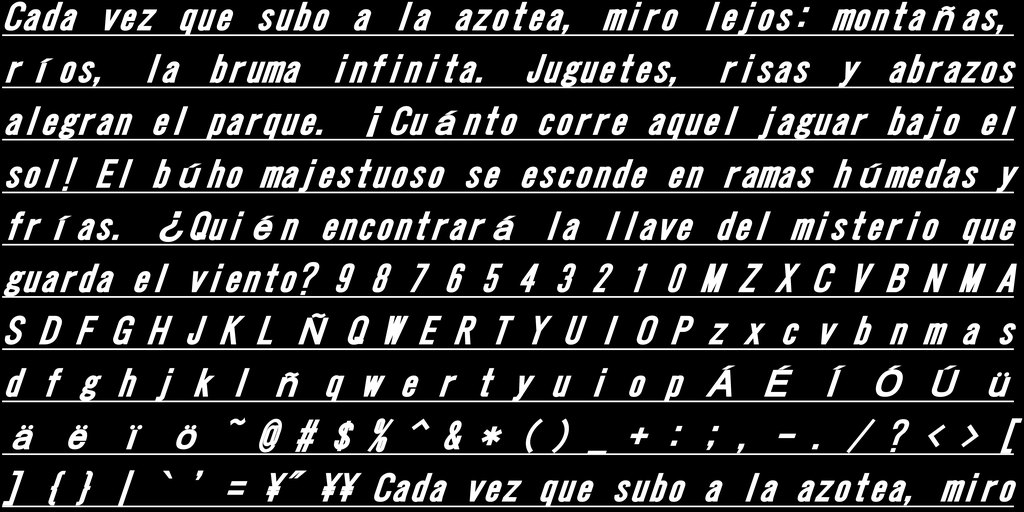 Cada vez que subo a la azotea, miro lejos: montañas,
ríos, la bruma infinita. Juguetes, risas y abrazos
alegran el parque. ¡Cuánto corre aquel jaguar bajo el
sol! El búho majestuoso se esconde en ramas húmedas y
frías. ¿Quién encontrará la llave del misterio que
guarda el viento? 9 8 7 6 5 4 3 2 1 0 M Z X C V B N M A
S D F G H J K L Ñ Q W E R T Y U I O P z x c v b n m a s
d f g h j k l ñ q w e r t y u i o p Á É Í Ó Ú ü
ä ë ï ö ~ @ # $ % ^ & * ( ) _ + : ; , - . / ? < > [
] { } | ` ' = ¥" ¥¥ Cada vez que subo a la azotea, miro